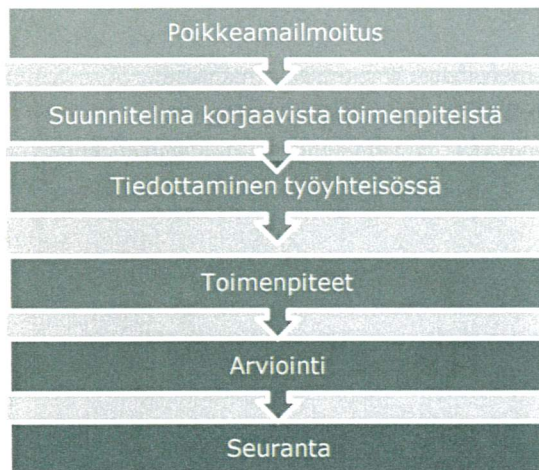 Poikkeamailmoitus
Suunnitelma korjaavista toimenpiteistä
Tiedottaminen työyhteisössä
Toimenpiteet
Arviointi
Seuranta